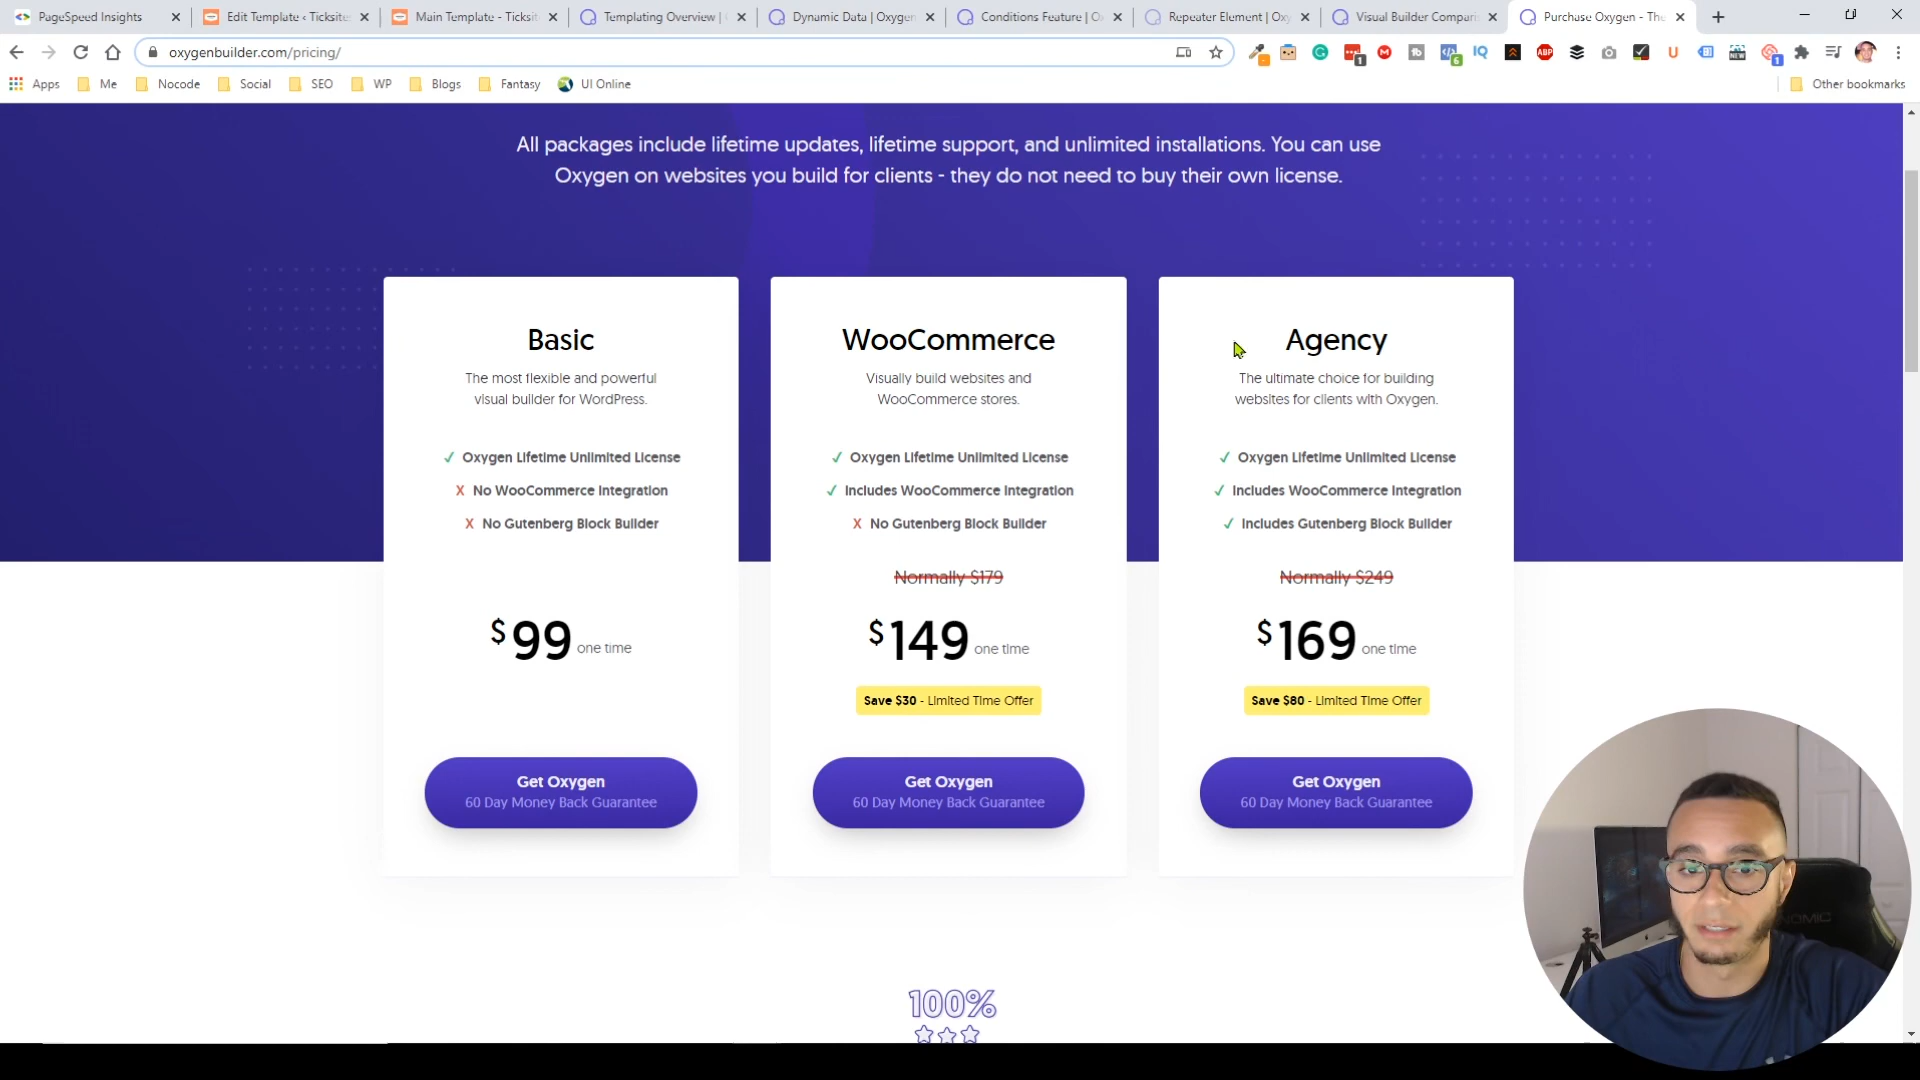 PageSpeed Insights
Edit Template ‹ Ticksite
Main Template - Ticksit
Templating Overview |
Dynamic Data | Oxygen
Conditions Feature | O
Repeater Element | Oxy
Visual Builder Compari
Purchase Oxygen - The
oxygenbuilder.com/pricing/
Apps
Me
Nocode
Social
SEO
WP
Blogs
Fantasy
UI Online
Other bookmarks
All packages include lifetime updates, lifetime support, and unlimited installations. You can use
Oxygen on websites you build for clients - they do not need to buy their own license.
Basic
The most flexible and powerful
visual builder for WordPress.
✓ Oxygen Lifetime Unlimited License
X No WooCommerce Integration
X No Gutenberg Block Builder
$99 one time
Get Oxygen
60 Day Money Back Guarantee
WooCommerce
Visually build websites and
WooCommerce stores.
✓ Oxygen Lifetime Unlimited License
✓ Includes WooCommerce Integration
X No Gutenberg Block Builder
Normally $179
$149 one time
Save $30 - Limited Time Offer
Get Oxygen
60 Day Money Back Guarantee
Agency
The ultimate choice for building
websites for clients with Oxygen.
✓ Oxygen Lifetime Unlimited License
✓ Includes WooCommerce Integration
✓ Includes Gutenberg Block Builder
Normally $249
$169 one time
Save $80 - Limited Time Offer
Get Oxygen
60 Day Money Back Guarantee
100%